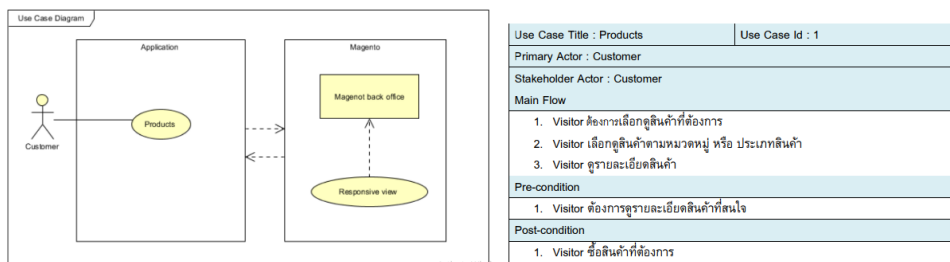 Use Case Diagram
Application
Magento
Magenot back office
Products
Customer
Responsive view
Use Case Title : Products
Use Case Id : 1
Primary Actor : Customer
Stakeholder Actor : Customer
Main Flow
1. Visitor ต้องการเลือกดูสินค้าที่ต้องการ
2. Visitor เลือกดูสินค้าตามหมวดหมู่ หรือ ประเภทสินค้า
3. Visitor ดูรายละเอียดสินค้า
Pre-condition
1. Visitor ต้องการดูรายละเอียดสินค้าที่สนใจ
Post-condition
1. Visitor ซื้อสินค้าที่ต้องการ